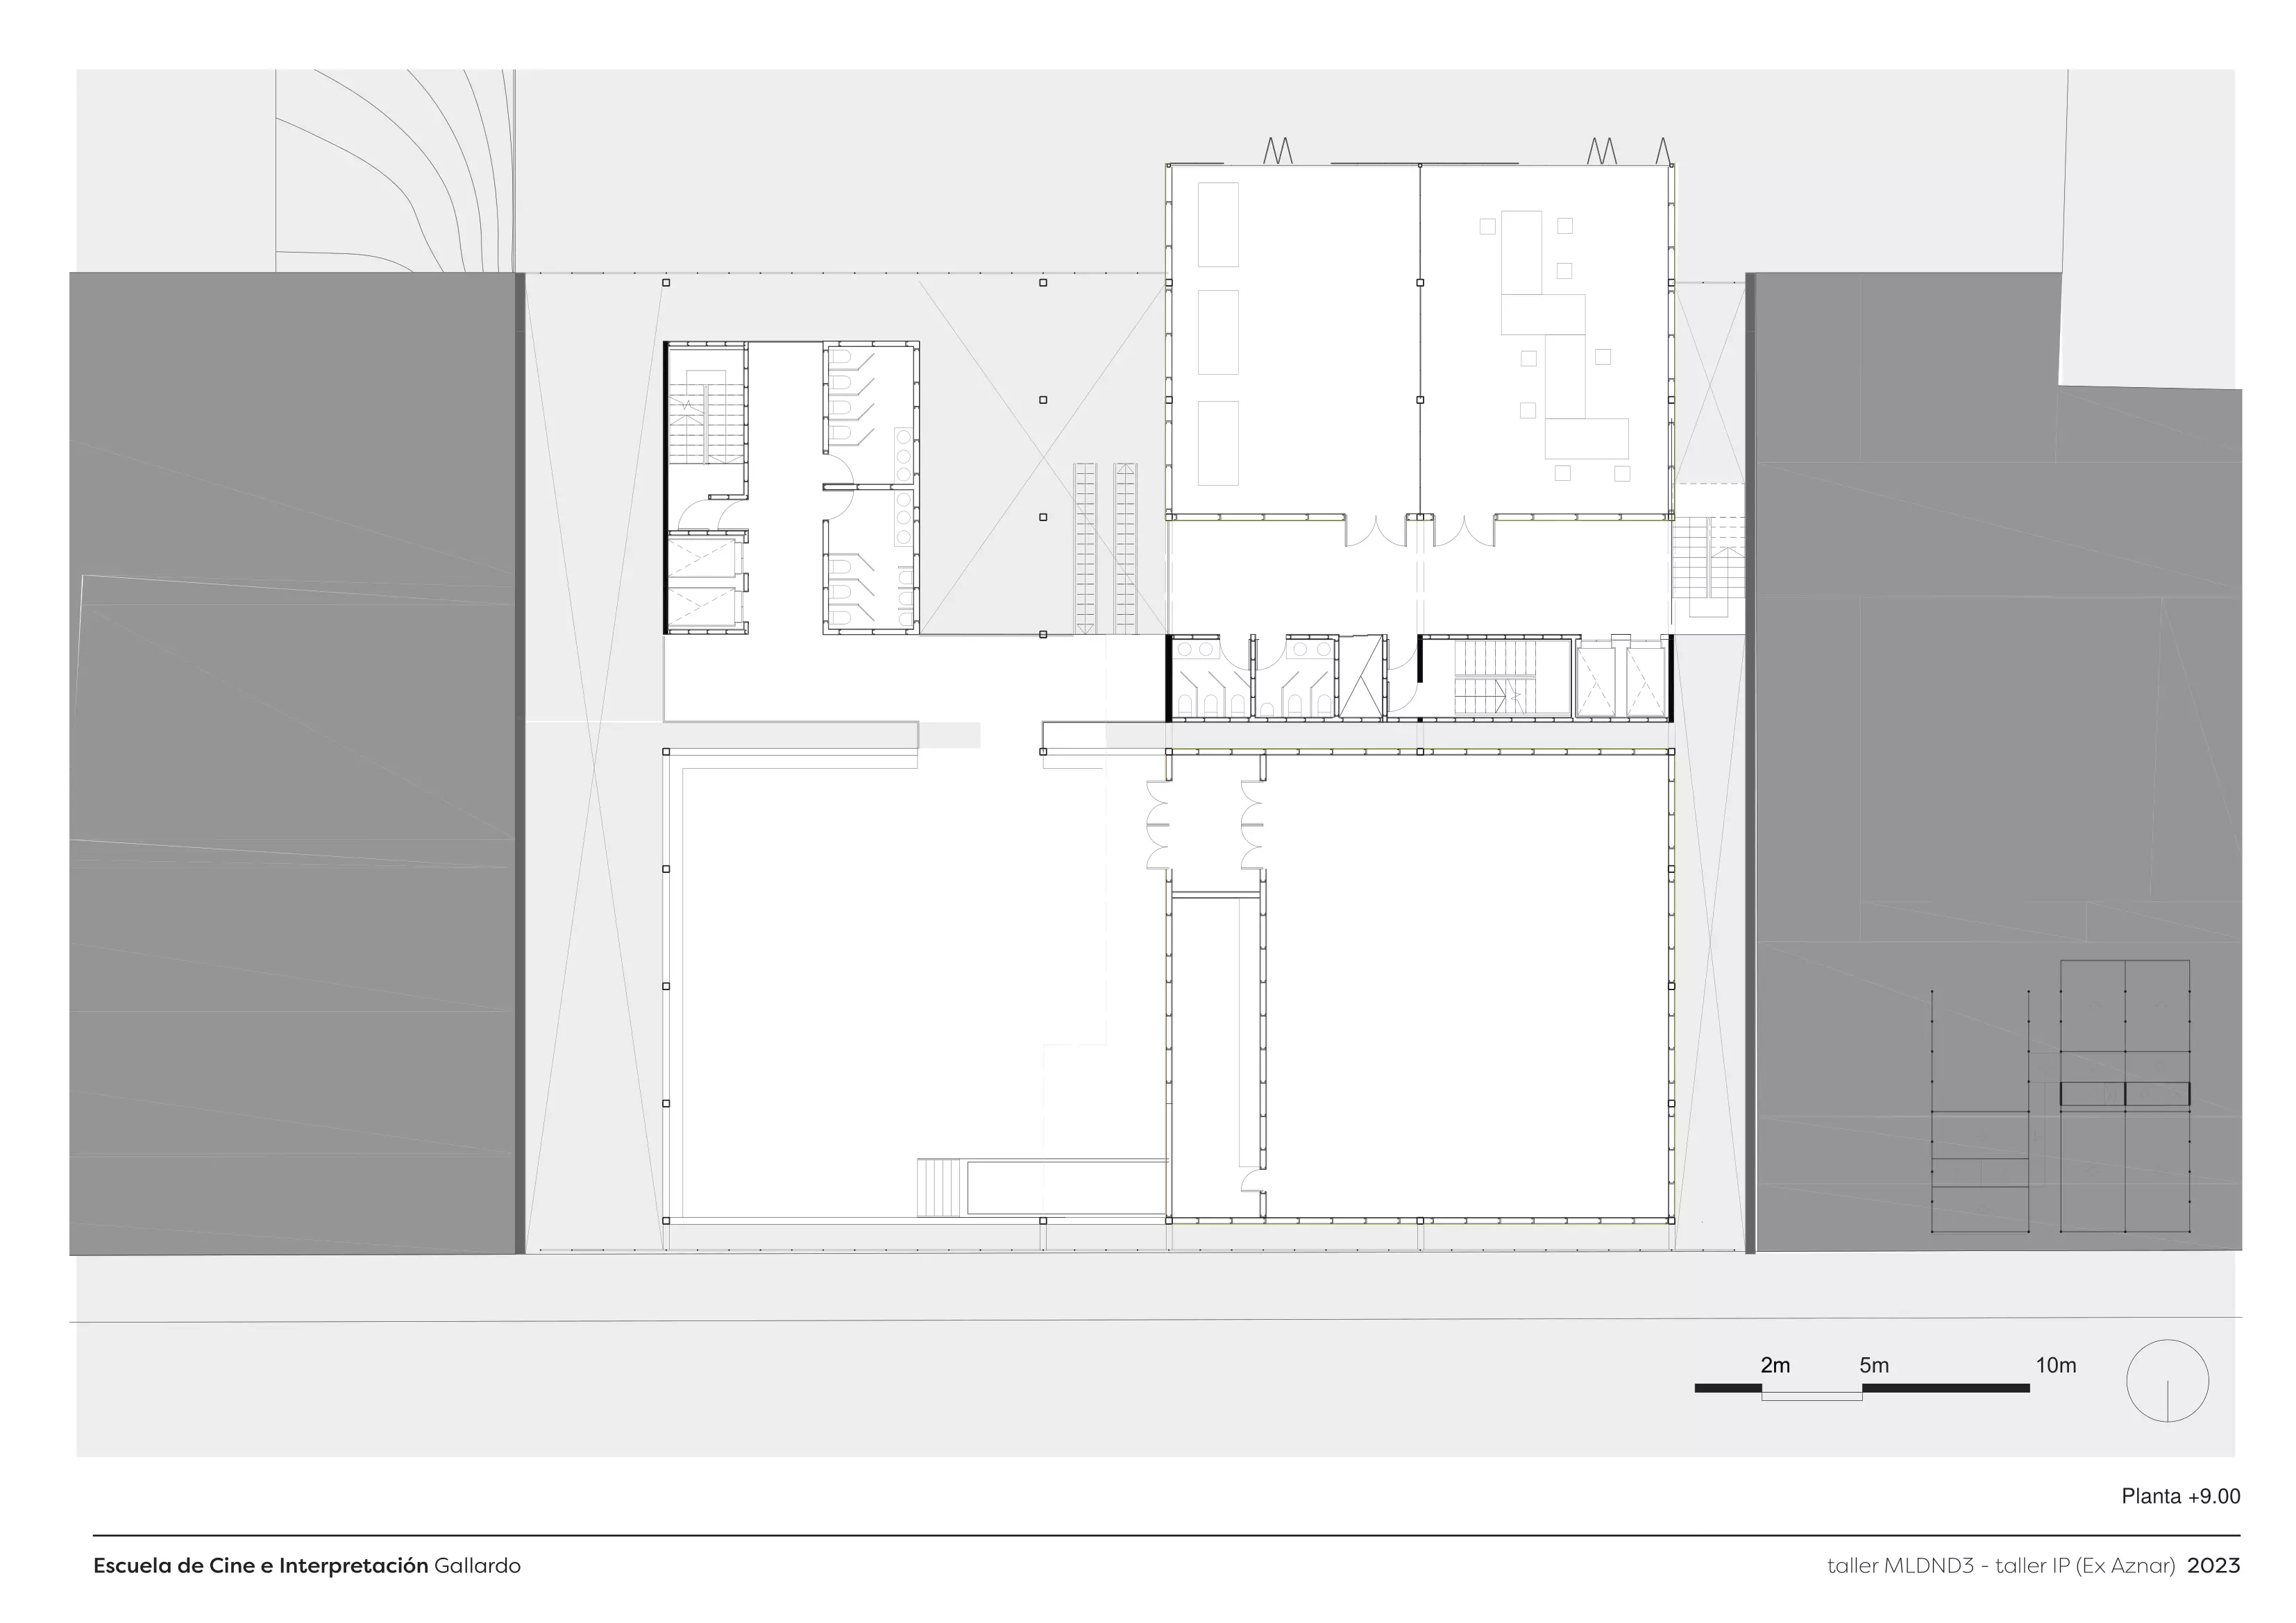 2m 5m 10m
Planta +9.00
Escuela de Cine e Interpretación Gallardo
taller MLDND3 - taller IP (Ex Aznar) 2023